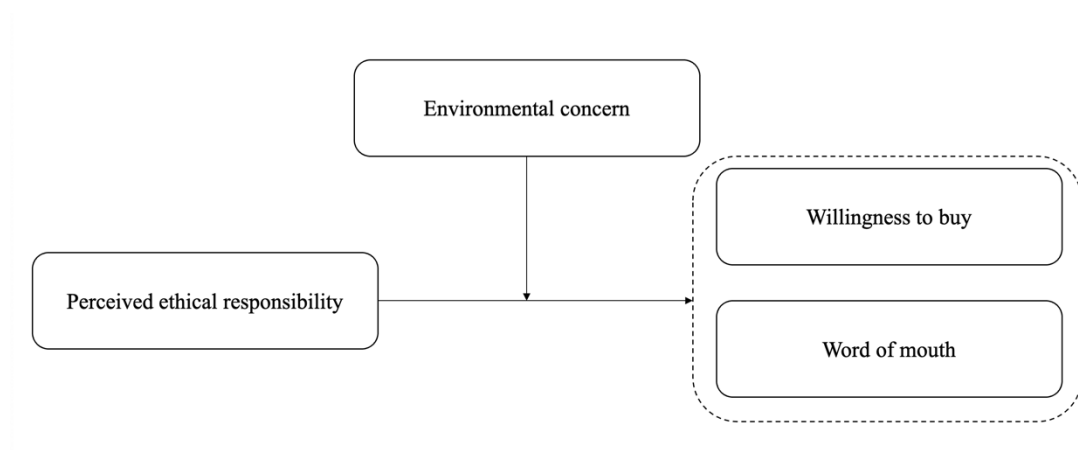 Environmental concern
Willingness to buy
Perceived ethical responsibility
Word of mouth